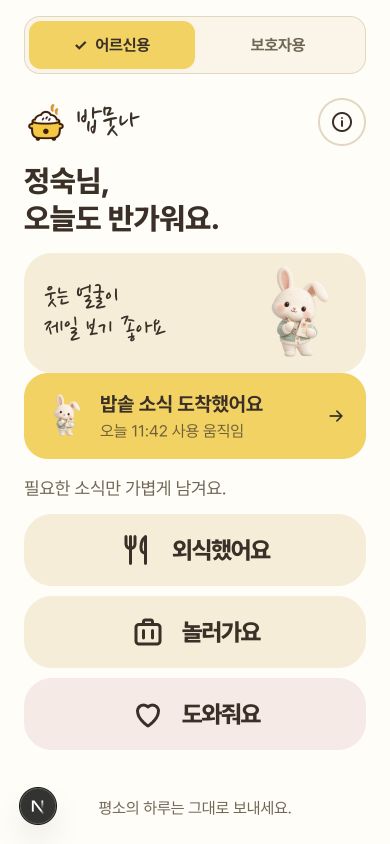 어르신용
보호자용
밥뭇나
정숙님,
오늘도 반가워요.
웃는 얼굴이
제일 보기 좋아요
밥솥 소식 도착했어요
오늘 11:42 사용 움직임
필요한 소식만 가볍게 남겨요.
외식했어요
놀러가요
도와줘요
N
평소의 하루는 그대로 보내세요.